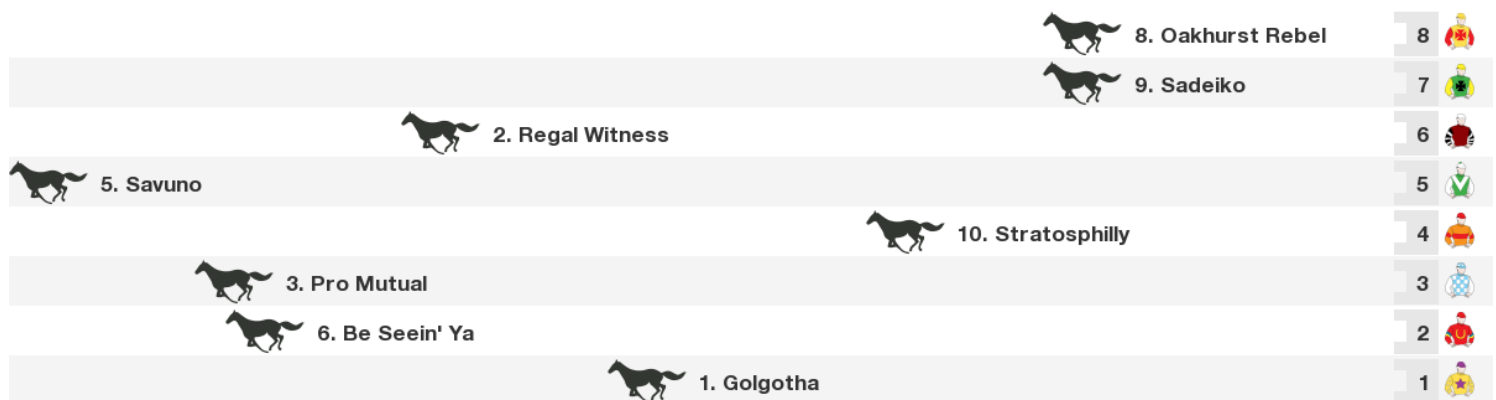 8. Oakhurst Rebel 8
9. Sadeiko 7
2. Regal Witness 6
5. Savuno 5
10. Stratosphilly 4
3. Pro Mutual 3
6. Be Seein' Ya 2
1. Golgotha 1